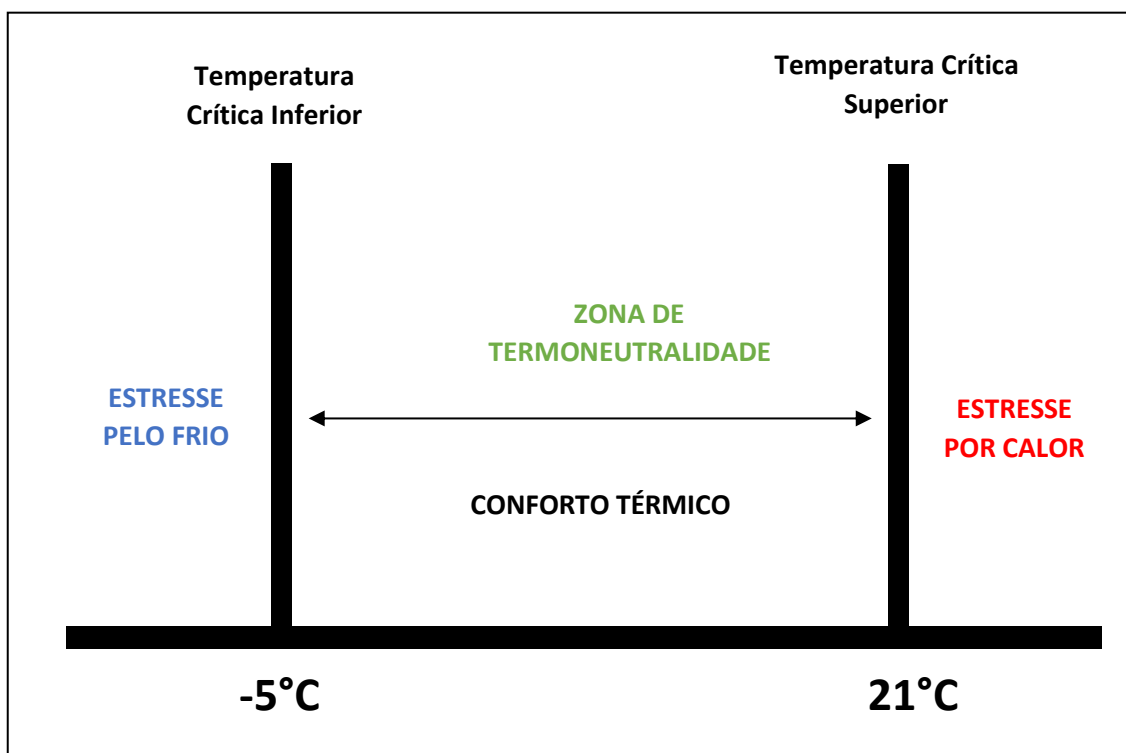 Temperatura
Crítica Inferior
Temperatura Crítica
Superior
ZONA DE
TERMONEUTRALIDADE
ESTRESSE
PELO FRIO
ESTRESSE
POR CALOR
CONFORTO TÉRMICO
-5°C
21°C